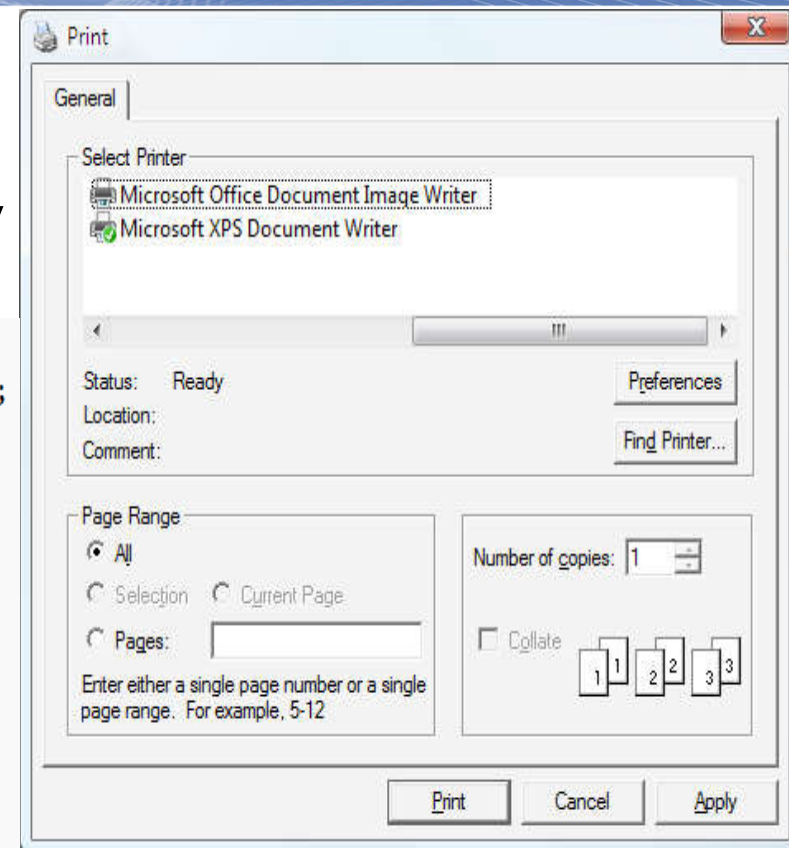 Print
General
Select Printer
Microsoft Office Document Image Writer
Microsoft XPS Document Writer
Status: Ready
Preferences
Location:
Comment:
Find Printer...
Page Range
All
Selection Current Page
Pages:
Enter either a single page number or a single
page range. For example, 5-12
Number of copies: 1
Collate
1 1 2 2 3 3
Print Cancel Apply
;